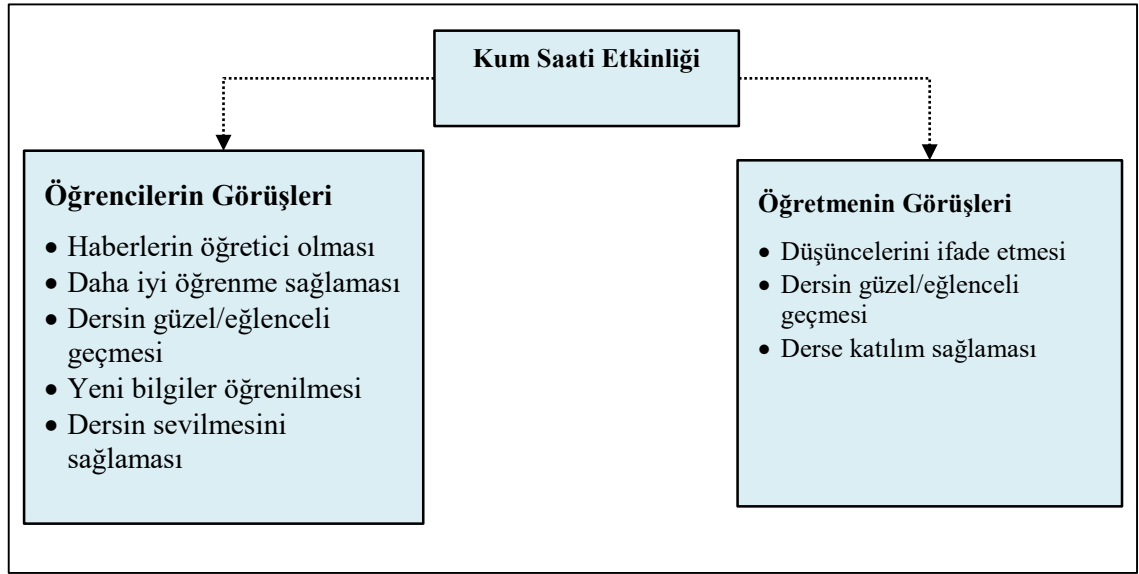 Kum Saati Etkinliği
Öğrencilerin Görüşleri
• Haberlerin öğretici olması
• Daha iyi öğrenme sağlaması
• Dersin güzel/eğlenceli
geçmesi
• Yeni bilgiler öğrenilmesi
• Dersin sevilmesini
sağlaması
Öğretmenin Görüşleri
• Düşüncelerini ifade etmesi
• Dersin güzel/eğlenceli
geçmesi
• Derse katılım sağlaması